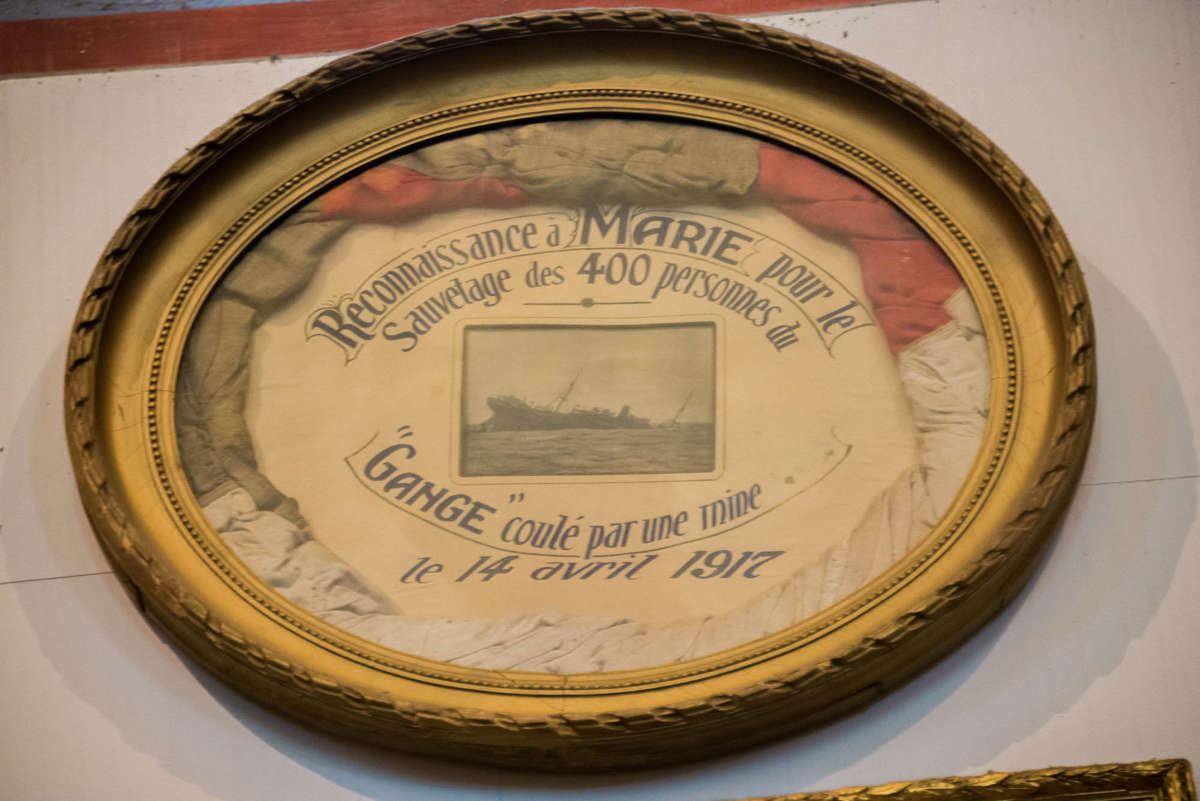 Reconnaissance à MARIE pour le
Sauvetage des 400 personnes du
"GANGE" coulé par une mine
le 14 avril 1917